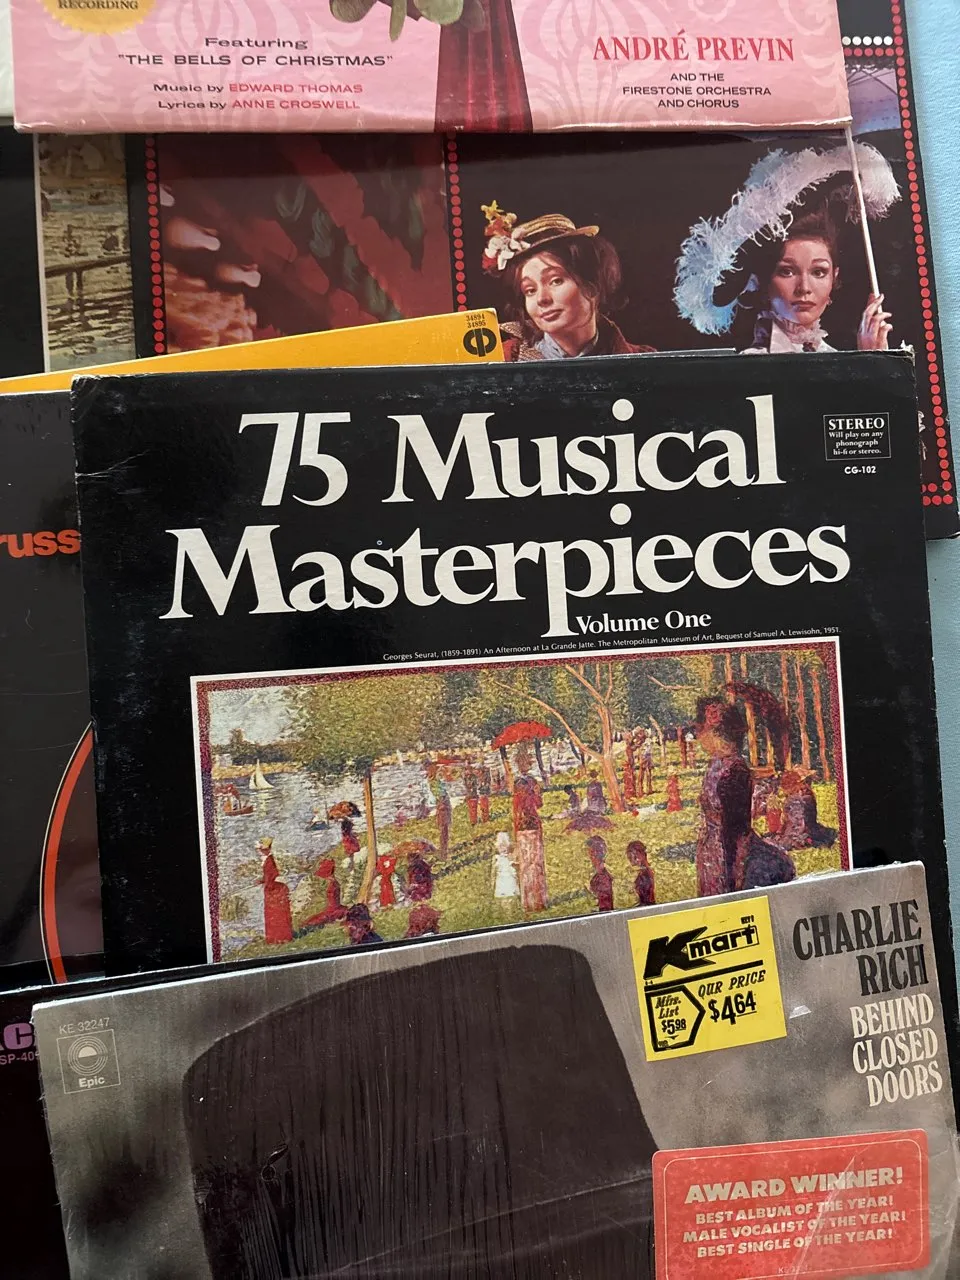 RECORDING
Featuring
"THE BELLS OF CHRISTMAS"
Music by EDWARD THOMAS
Lyrics by ANNE CROSWELL
ANDRÉ PREVIN
AND THE
FIRESTONE ORCHESTRA
AND CHORUS
34894
34895
75 Musical
Masterpieces
Volume One
STEREO
Will play on any
phonograph
hi-fi or stereo.
CG-102
Georges Seurat, (1859-1891) An Afternoon at La Grande Jatte. The Metropolitan Museum of Art, Bequest of Samuel A. Lewisohn, 1951.
russ
KE 32247
Epic
Kmart
KEY 9
Mfrs.
List
$5.98
OUR PRICE
$4.64
CHARLIE
RICH
BEHIND
CLOSED
DOORS
AWARD WINNER!
BEST ALBUM OF THE YEAR!
MALE VOCALIST OF THE YEAR!
BEST SINGLE OF THE YEAR!